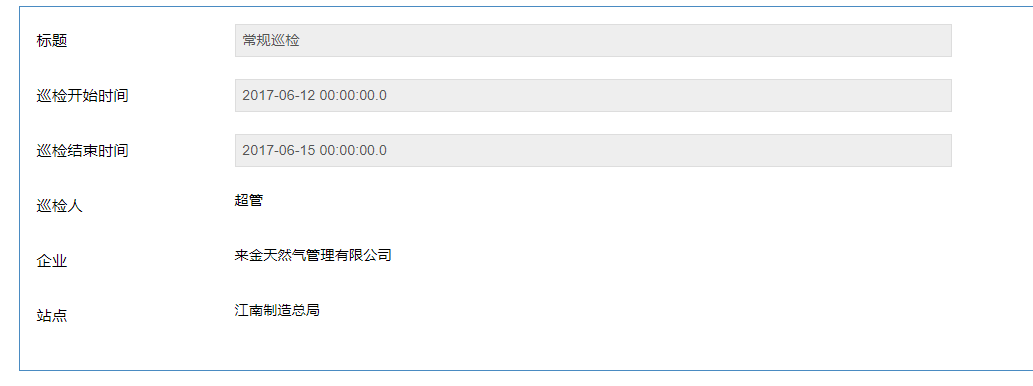 标题 常规巡检
巡检开始时间 2017-06-12 00:00:00.0
巡检结束时间 2017-06-15 00:00:00.0
巡检人 超管
企业 来金天然气管理有限公司
站点 江南制造总局